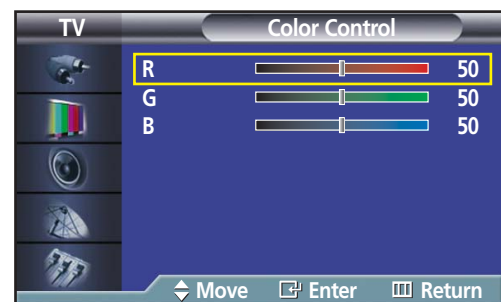 TV Color Control
R 50
G 50
B 50
Move Enter Return